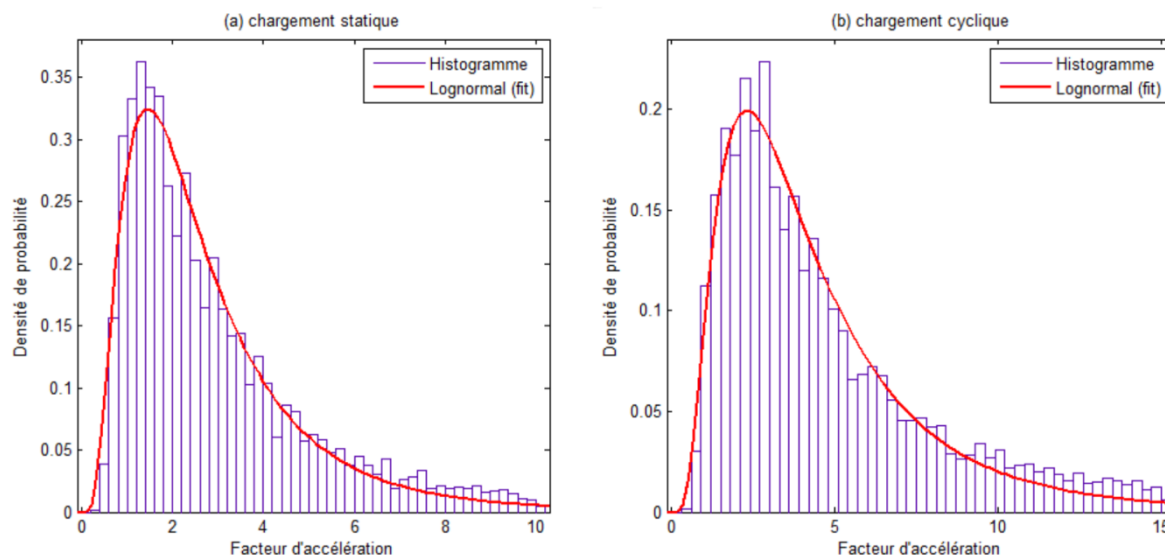 (a) chargement statique
Histogramme
Lognormal (fit)
0.35
0.3
0.25
0.2
0.15
0.1
0.05
0
Densité de probabilité
0 2 4 6 8 10
Facteur d'accélération
(b) chargement cyclique
Histogramme
Lognormal (fit)
0.2
0.15
0.1
0.05
0
Densité de probabilité
0 5 10 15
Facteur d'accélération